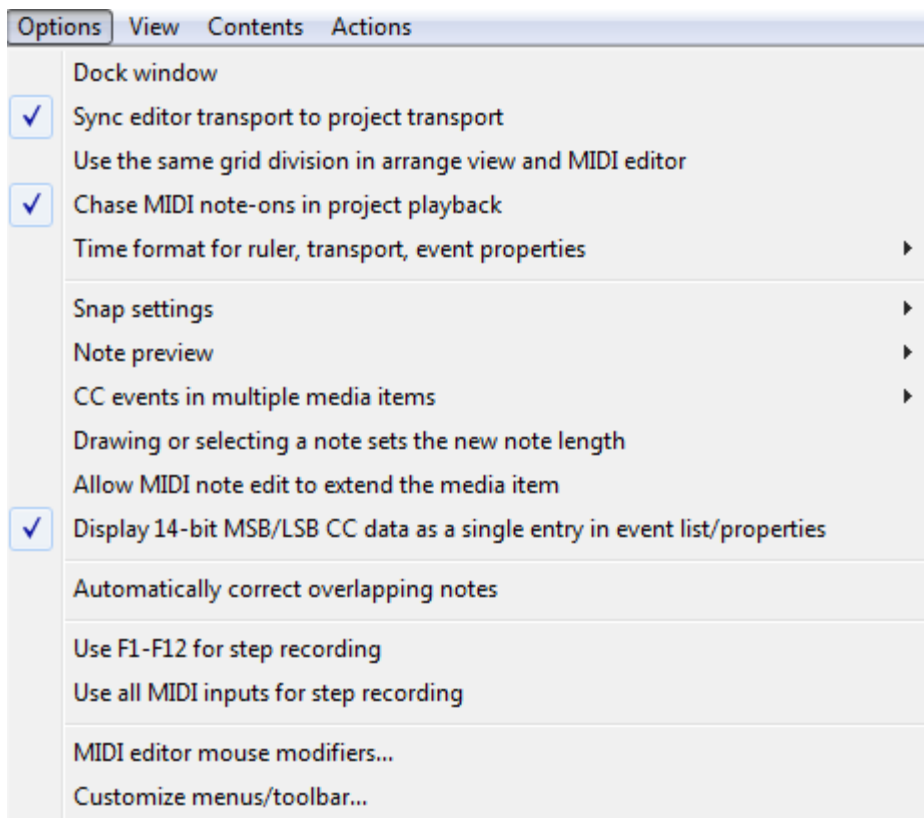 Options View Contents Actions
Dock window
Sync editor transport to project transport
Use the same grid division in arrange view and MIDI editor
Chase MIDI note-ons in project playback
Time format for ruler, transport, event properties
Snap settings
Note preview
CC events in multiple media items
Drawing or selecting a note sets the new note length
Allow MIDI note edit to extend the media item
Display 14-bit MSB/LSB CC data as a single entry in event list/properties
Automatically correct overlapping notes
Use F1-F12 for step recording
Use all MIDI inputs for step recording
MIDI editor mouse modifiers...
Customize menus/toolbar...